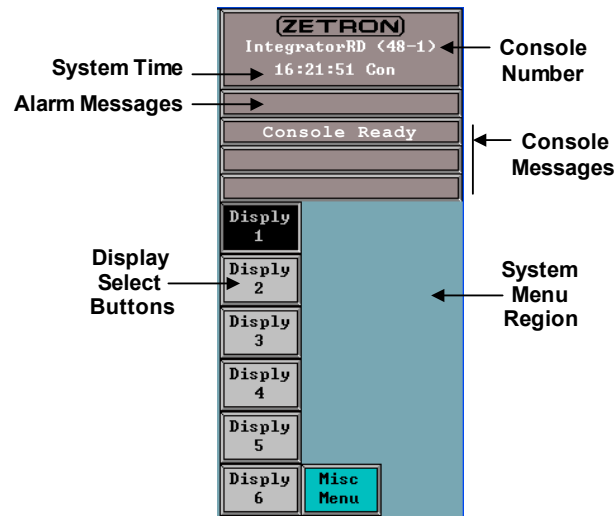 ZETRON
IntegratorRD (48-1)
16:21:51 Con
Console Ready
Disply
1
Disply
2
Disply
3
Disply
4
Disply
5
Disply
6
Misc
Menu
System Time
Alarm Messages
Console
Number
Console
Messages
Display
Select
Buttons
System
Menu
Region